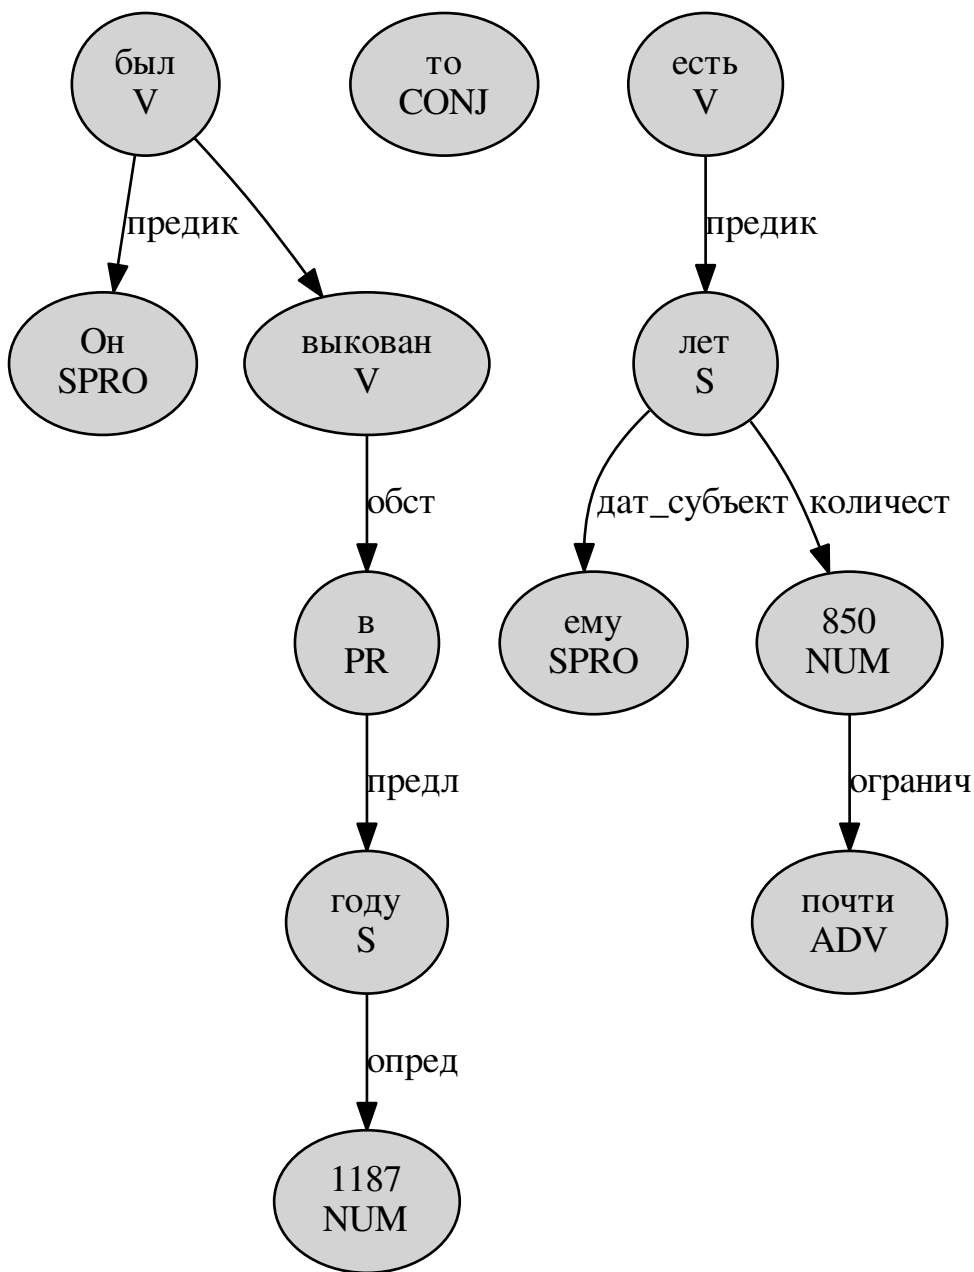 был
V
то
CONJ
есть
V
предик
предик
Он
SPRO
выкован
V
лет
S
обст
дат_субъект
количест
в
PR
ему
SPRO
850
NUM
предл
огранич
году
S
почти
ADV
опред
1187
NUM